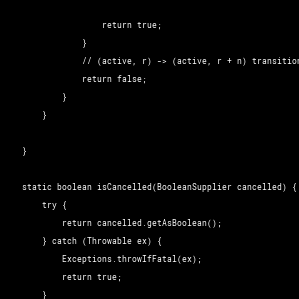 return true;
}
// (active, r) -> (active, r + n) transition
return false;
}
}
}
static boolean isCancelled(BooleanSupplier cancelled) {
try {
return cancelled.getAsBoolean();
} catch (Throwable ex) {
Exceptions.throwIfFatal(ex);
return true;
}